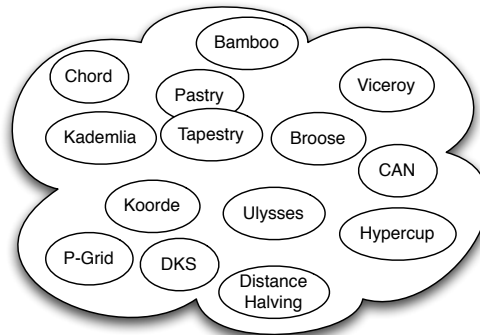 Bamboo
Chord
Viceroy
Pastry
Kademlia
Tapestry
Broose
CAN
Koorde
Ulysses
Hypercup
P-Grid
DKS
Distance
Halving